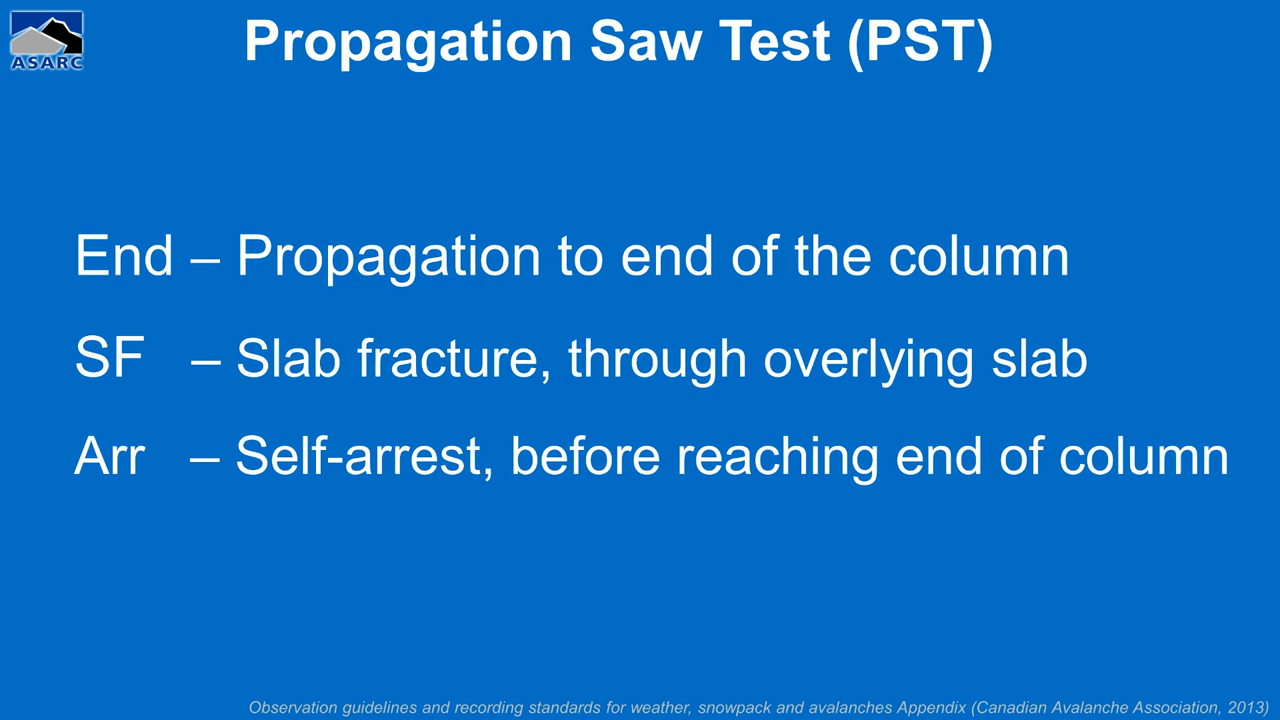 ASARC
Propagation Saw Test (PST)
End – Propagation to end of the column
SF – Slab fracture, through overlying slab
Arr – Self-arrest, before reaching end of column
Observation guidelines and recording standards for weather, snowpack and avalanches Appendix (Canadian Avalanche Association, 2013)